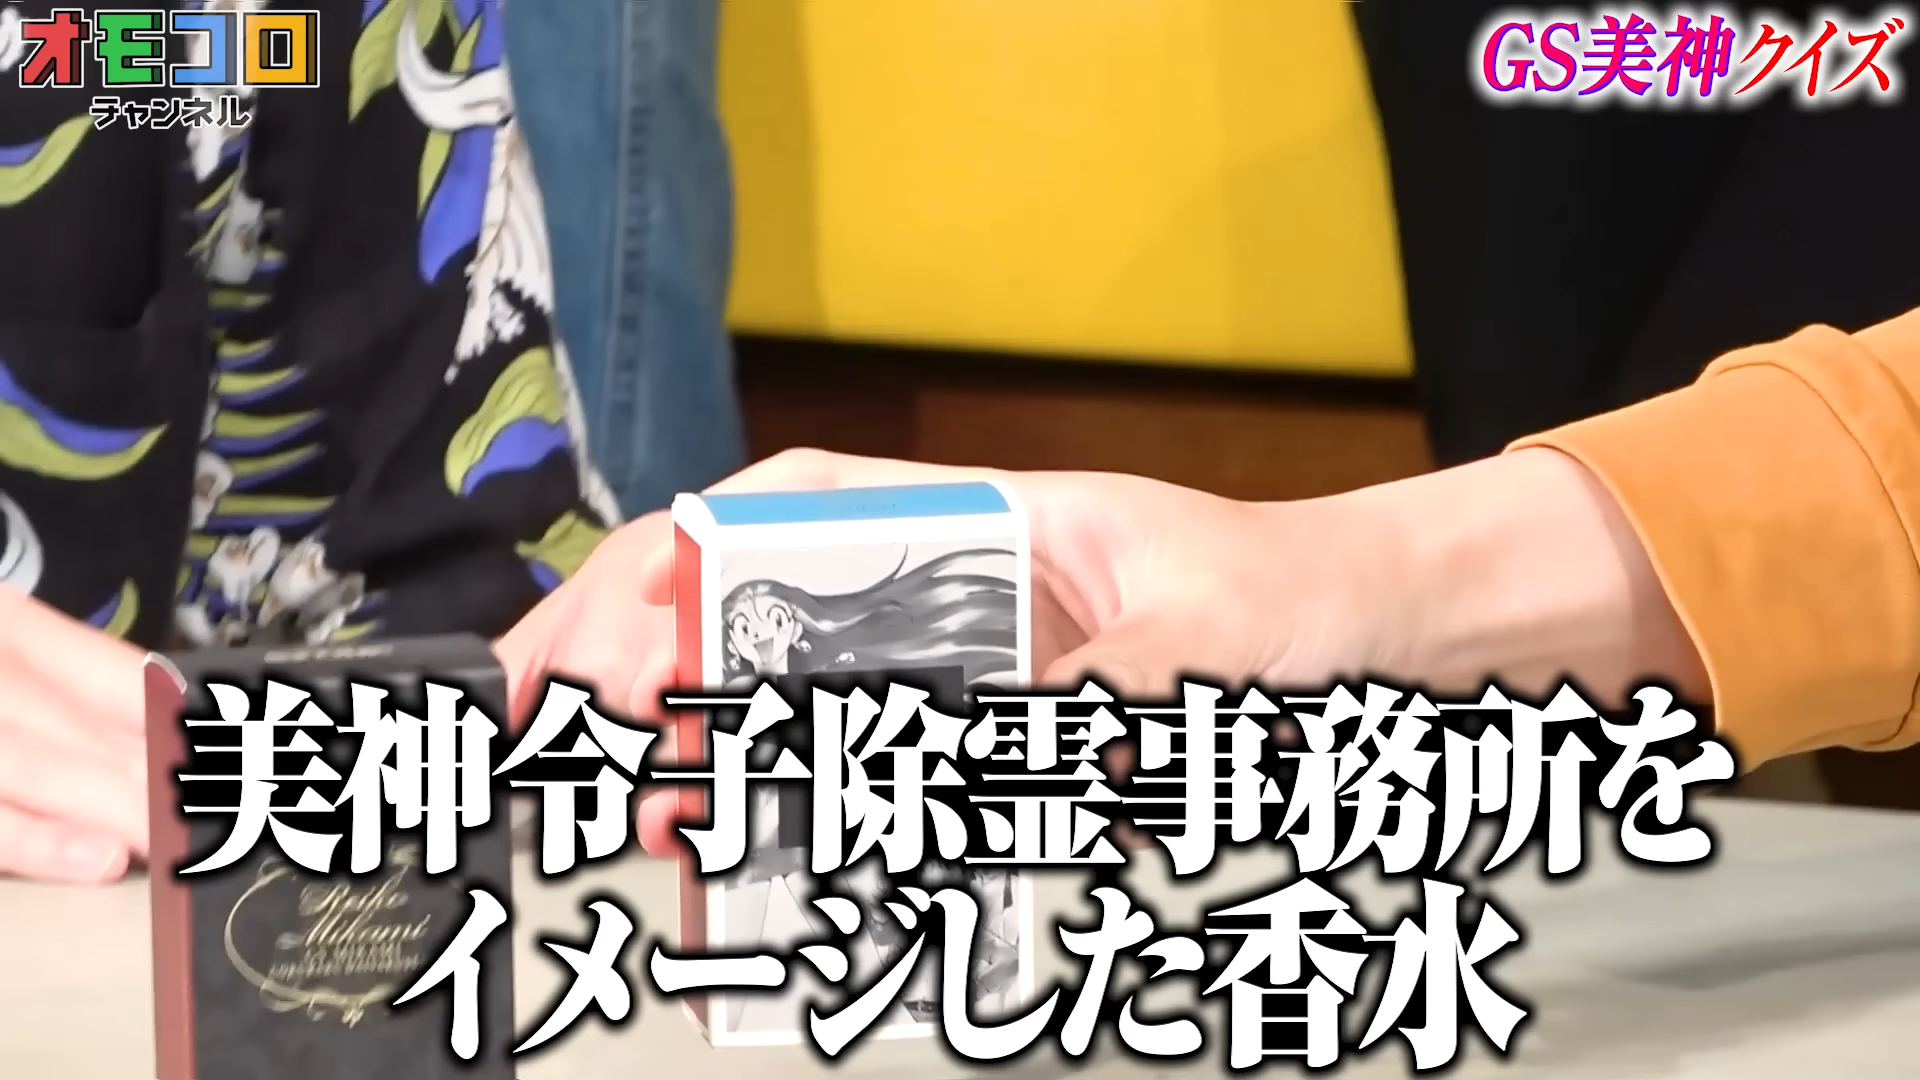 オモコロ
チャンネル
GS美神クイズ
Reiko
Mikami
美神令子除霊事務所を
イメージした香水